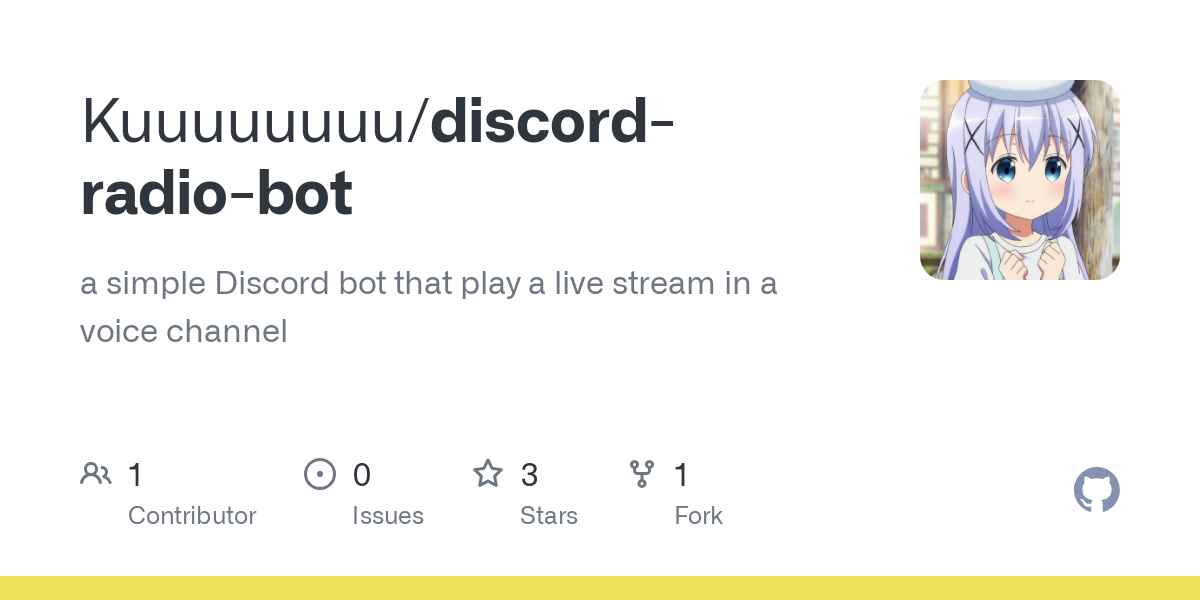 Kuuuuuuuu/discord-
radio-bot
a simple Discord bot that play a live stream in a
voice channel
1
Contributor
0
Issues
3
Stars
1
Fork